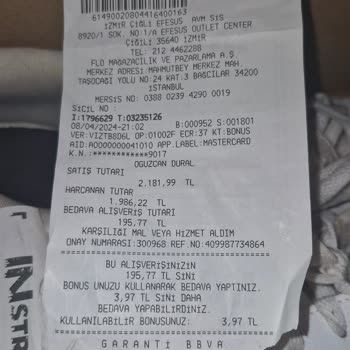 61490020804416400163
İZMİR ÇİĞLİ EFESUS AVM SİS
8920/1 SOK. NO:1/A EFESUS OUTLET CENTER
ÇİĞLİ 35640 İZMİR
TEL: 212 4462288
FLO MAĞAZACILIK VE PAZARLAMA A.Ş.
MERKEZ ADRES:MAHMUTBEY MERKEZ MAH.
TAŞOCAĞI YOLU NO:24 KAT.3 BAĞCILAR 34200
İSTANBUL
MERSIS NO: 0388 0239 4290 0019
SİCİL NO :
I:1796629 T:03235126
08/04/2024-21:02 B:000952 S:001801
VER:VIZTB8D6L OP:01002F ECR:37 KT:BONUS
AID:A0000000041010 APP.LABEL:MASTERCARD
K.N.:************9017
OGUZCAN DURAL
SATIŞ TUTARI
2.181,99 TL
HARCANAN TUTAR
1.986,22 TL
BEDAVA ALIŞVERİŞ TUTARI
195,77 TL
KARŞILIĞI MAL VEYA HİZMET ALDIM
ONAY NUMARASI:300968 REF.NO:409987734864
BU ALIŞVERİŞİNİZİN
195,77 TL SİNİ
BONUS UNUZU KULLANARAK BEDAVA YAPTINIZ.
3,97 TL SİNİ DAHA
BEDAVA YAPABİLİRDİNİZ.
KULLANILABİLİR BONUSUNUZ: 3,97 TL
GARANTİ BBVA
INSTR